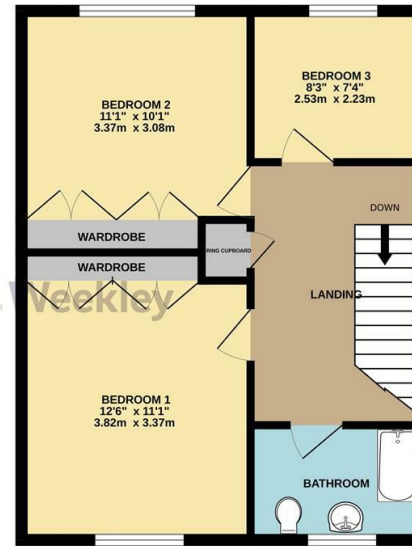 BEDROOM 2
11'1" x 10'1"
3.37m x 3.08m
BEDROOM 3
8'3" x 7'4"
2.53m x 2.23m
DOWN
WARDROBE
RING CUPBOARD
WARDROBE
Weekley
LANDING
BEDROOM 1
12'6" x 11'1"
3.82m x 3.37m
BATHROOM